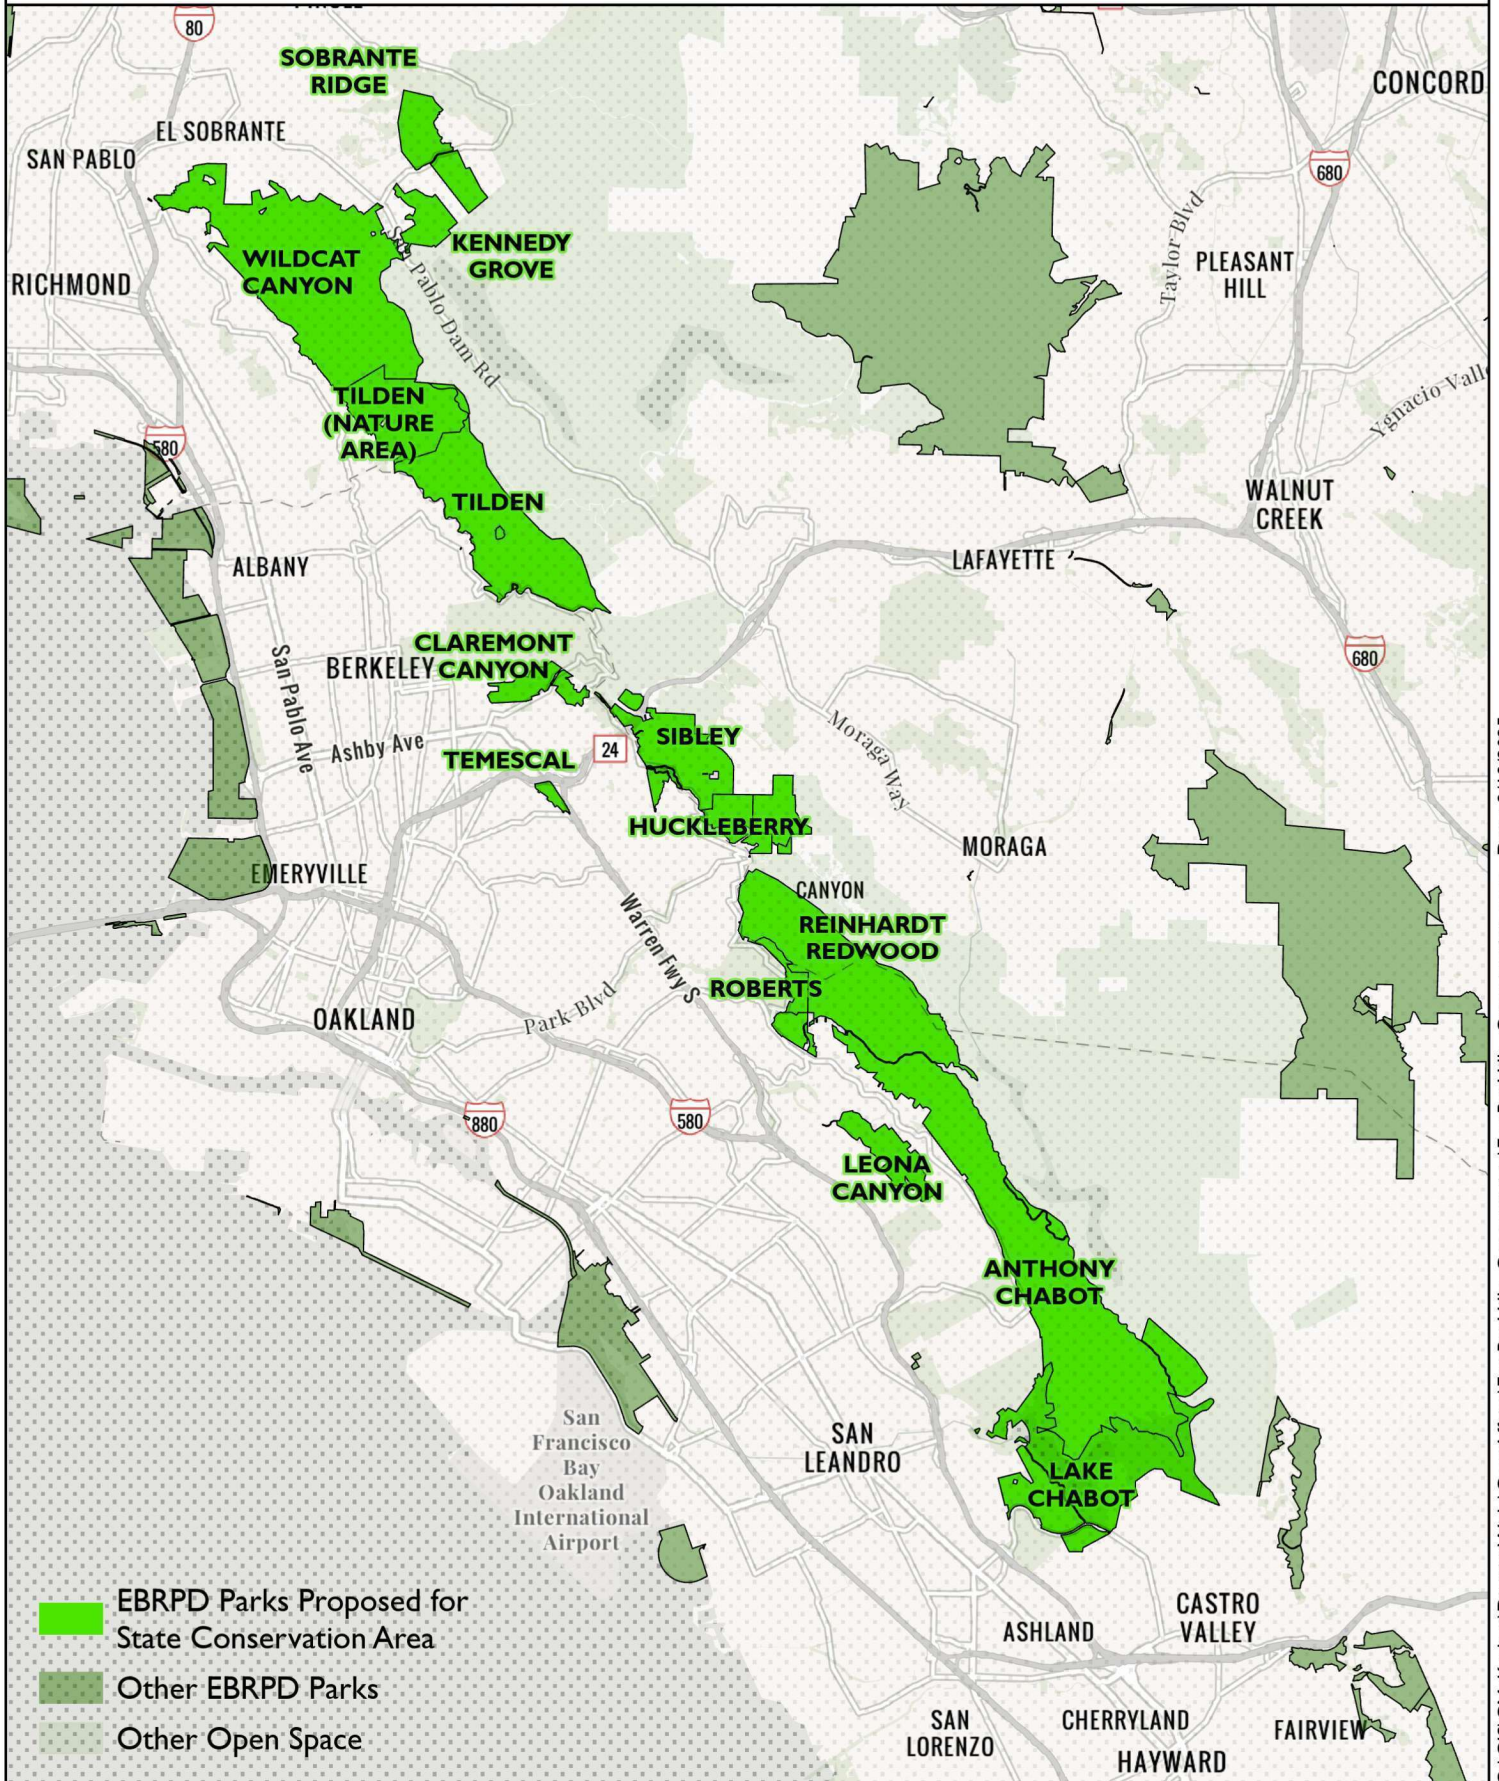 80
SOBRANTE
RIDGE
CONCORD
EL SOBRANTE
SAN PABLO
680
KENNEDY
GROVE
WILDCAT
CANYON
RICHMOND
San Pablo Dam Rd
Taylor Blvd
PLEASANT
HILL
TILDEN
(NATURE
AREA)
Ygnacio Valle
580
TILDEN
WALNUT
CREEK
ALBANY
LAFAYETTE
CLAREMONT
CANYON
BERKELEY
680
San Pablo Ave
Ashby Ave
TEMESCAL
24
SIBLEY
Moraga Way
HUCKLEBERRY
MORAGA
EMERYVILLE
CANYON
REINHARDT
REDWOOD
Warren Fwy S
ROBERTS
Park Blvd
OAKLAND
880
580
LEONA
CANYON
ANTHONY
CHABOT
San
Francisco
Bay
Oakland
International
Airport
SAN
LEANDRO
LAKE
CHABOT
EBRPD Parks Proposed for
State Conservation Area
Other EBRPD Parks
Other Open Space
ASHLAND
CASTRO
VALLEY
SAN
LORENZO
CHERRYLAND
FAIRVIEW
HAYWARD